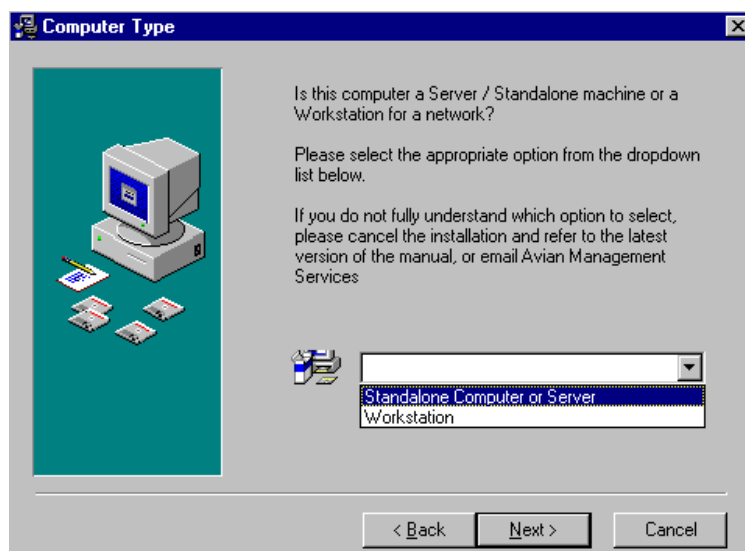 Computer Type
Is this computer a Server / Standalone machine or a
Workstation for a network?
Please select the appropriate option from the dropdown
list below.
If you do not fully understand which option to select,
please cancel the installation and refer to the latest
version of the manual, or email Avian Management
Services
Standalone Computer or Server
Workstation
< Back
Next >
Cancel